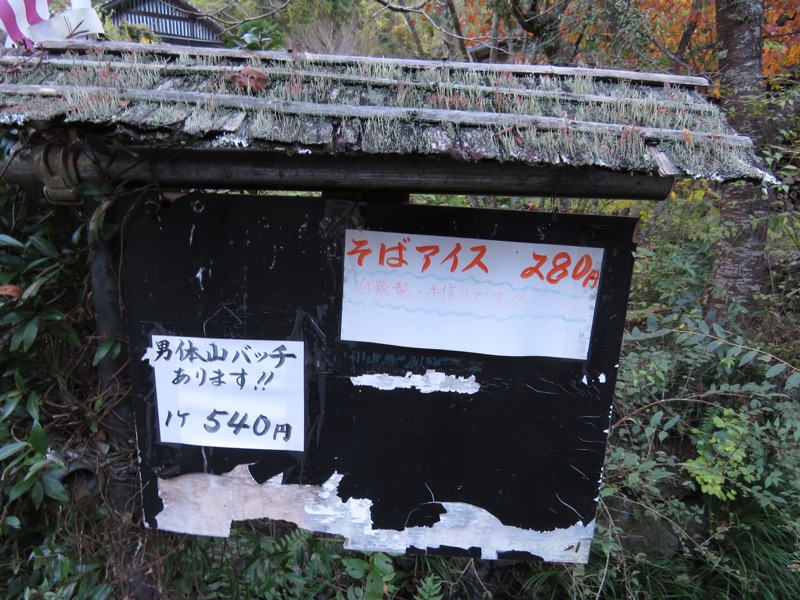 そばアイス 280円
自家製・手作りです!!
男体山バッチ
あります!!
1ケ 540円